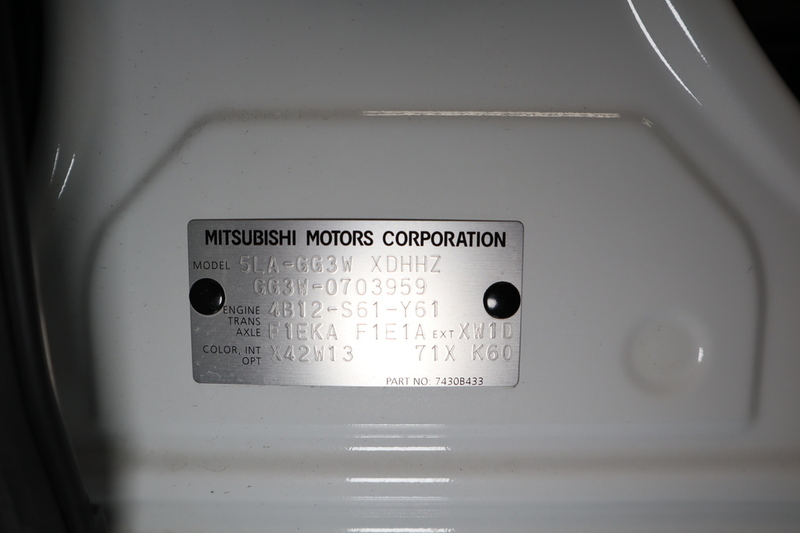 MITSUBISHI MOTORS CORPORATION
MODEL 5LA-GG3W XDHHZ
GG3W-0703959
ENGINE 4B12-S61-Y61
TRANS AXLE F1EKA F1E1A EXT XW1D
COLOR, INT OPT X42W13 71X K60
PART NO: 7430B433